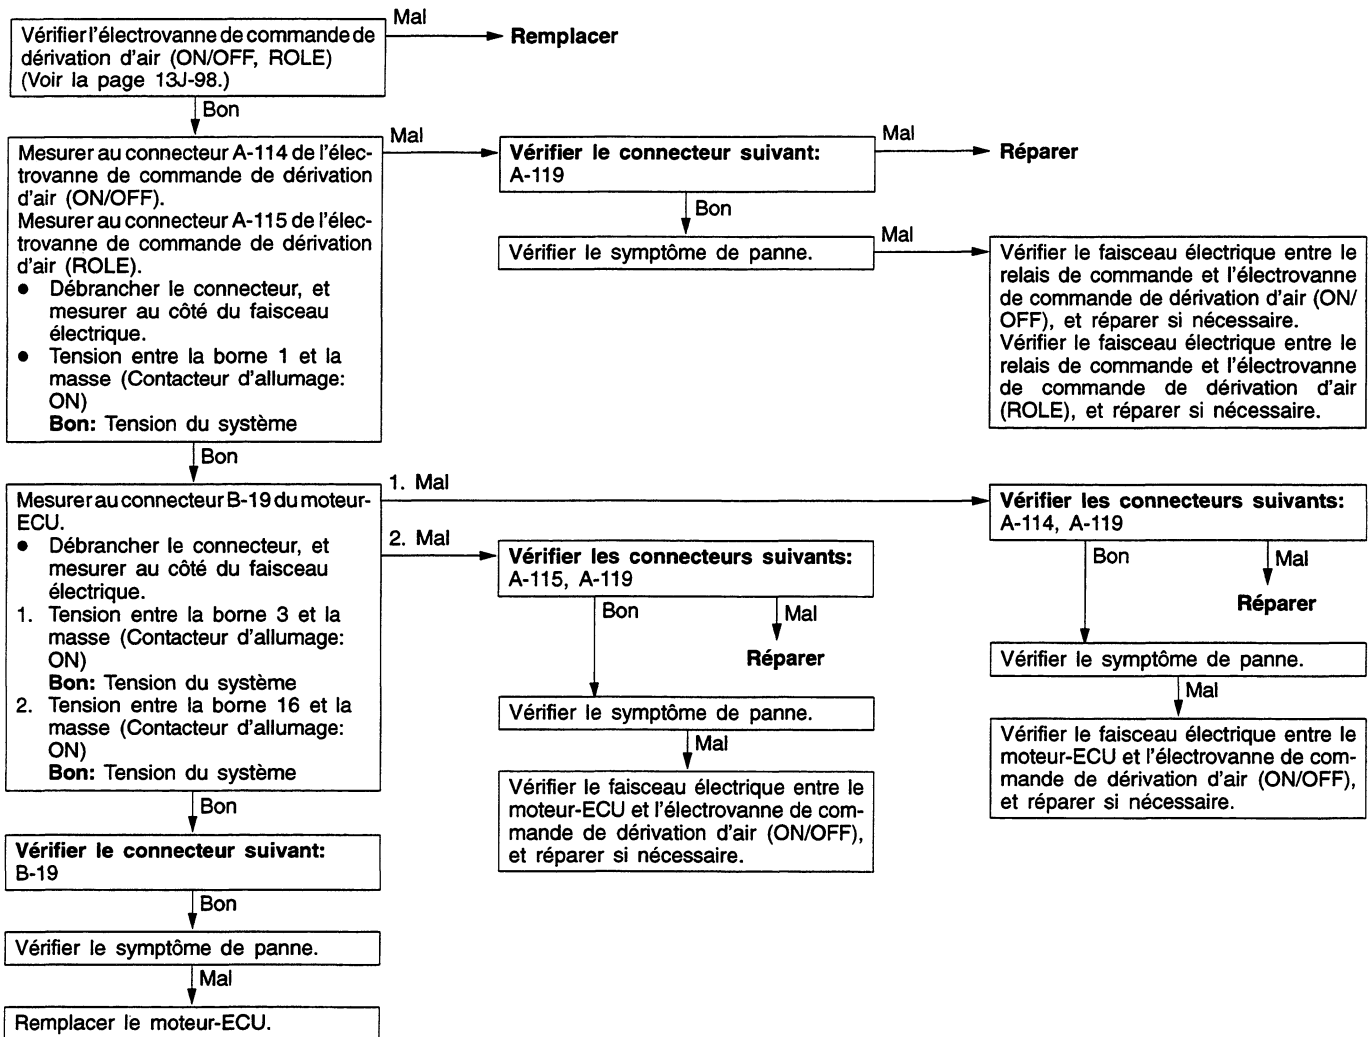 Vérifier l'électrovanne de commande de
dérivation d'air (ON/OFF, ROLE)
(Voir la page 13J-98.)
Mal
Remplacer
Bon
Mesurer au connecteur A-114 de l'élec-
trovanne de commande de dérivation
d'air (ON/OFF).
Mesurer au connecteur A-115 de l'élec-
trovanne de commande de dérivation
d'air (ROLE).
● Débrancher le connecteur, et
mesurer au côté du faisceau
électrique.
● Tension entre la borne 1 et la
masse (Contacteur d'allumage:
ON)
Bon: Tension du système
Mal
Vérifier le connecteur suivant:
A-119
Mal
Réparer
Bon
Vérifier le symptôme de panne.
Mal
Vérifier le faisceau électrique entre le
relais de commande et l'électrovanne
de commande de dérivation d'air (ON/
OFF), et réparer si nécessaire.
Vérifier le faisceau électrique entre le
relais de commande et l'électrovanne
de commande de dérivation d'air
(ROLE), et réparer si nécessaire.
Bon
Mesurer au connecteur B-19 du moteur-
ECU.
● Débrancher le connecteur, et
mesurer au côté du faisceau
électrique.
1. Tension entre la borne 3 et la
masse (Contacteur d'allumage:
ON)
Bon: Tension du système
2. Tension entre la borne 16 et la
masse (Contacteur d'allumage:
ON)
Bon: Tension du système
1. Mal
Vérifier les connecteurs suivants:
A-114, A-119
Bon
Mal
Réparer
Vérifier le symptôme de panne.
Mal
Vérifier le faisceau électrique entre le
moteur-ECU et l'électrovanne de com-
mande de dérivation d'air (ON/OFF),
et réparer si nécessaire.
2. Mal
Vérifier les connecteurs suivants:
A-115, A-119
Bon
Mal
Réparer
Vérifier le symptôme de panne.
Mal
Vérifier le faisceau électrique entre le
moteur-ECU et l'électrovanne de com-
mande de dérivation d'air (ON/OFF),
et réparer si nécessaire.
Bon
Vérifier le connecteur suivant:
B-19
Bon
Vérifier le symptôme de panne.
Mal
Remplacer le moteur-ECU.